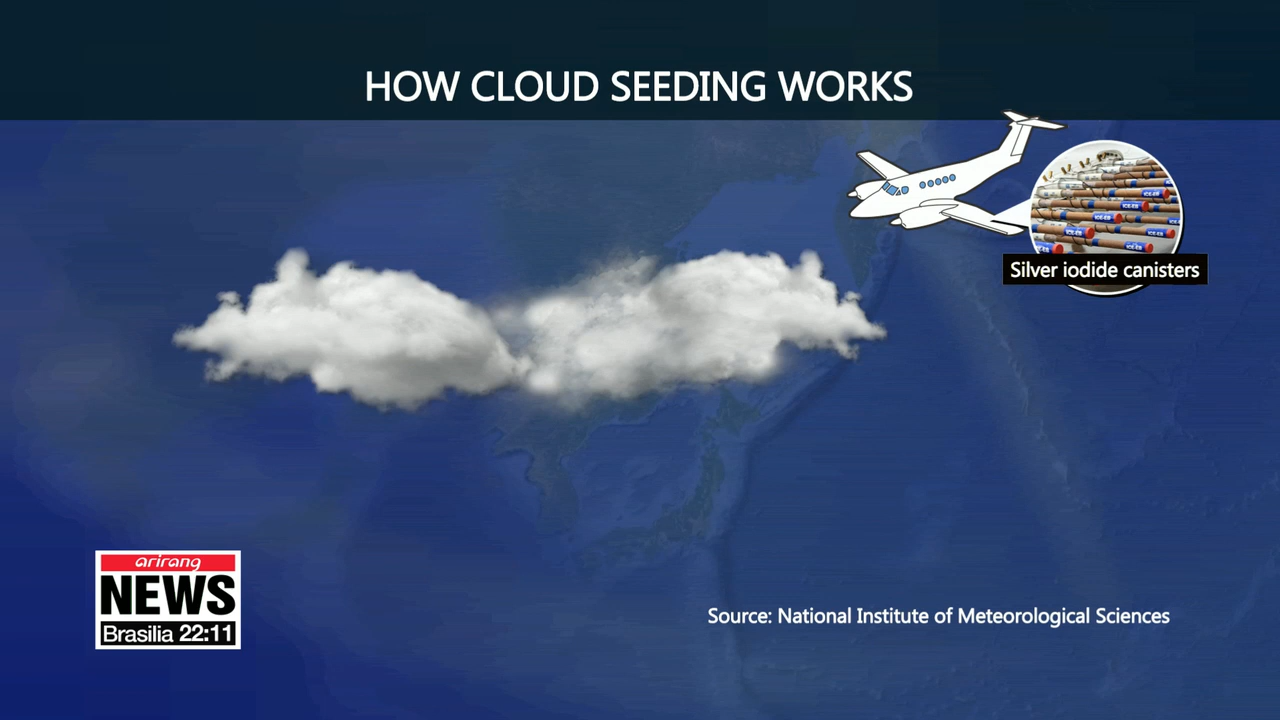 HOW CLOUD SEEDING WORKS
Silver iodide canisters
arirang
NEWS
Brasilia 22:11
Source: National Institute of Meteorological Sciences